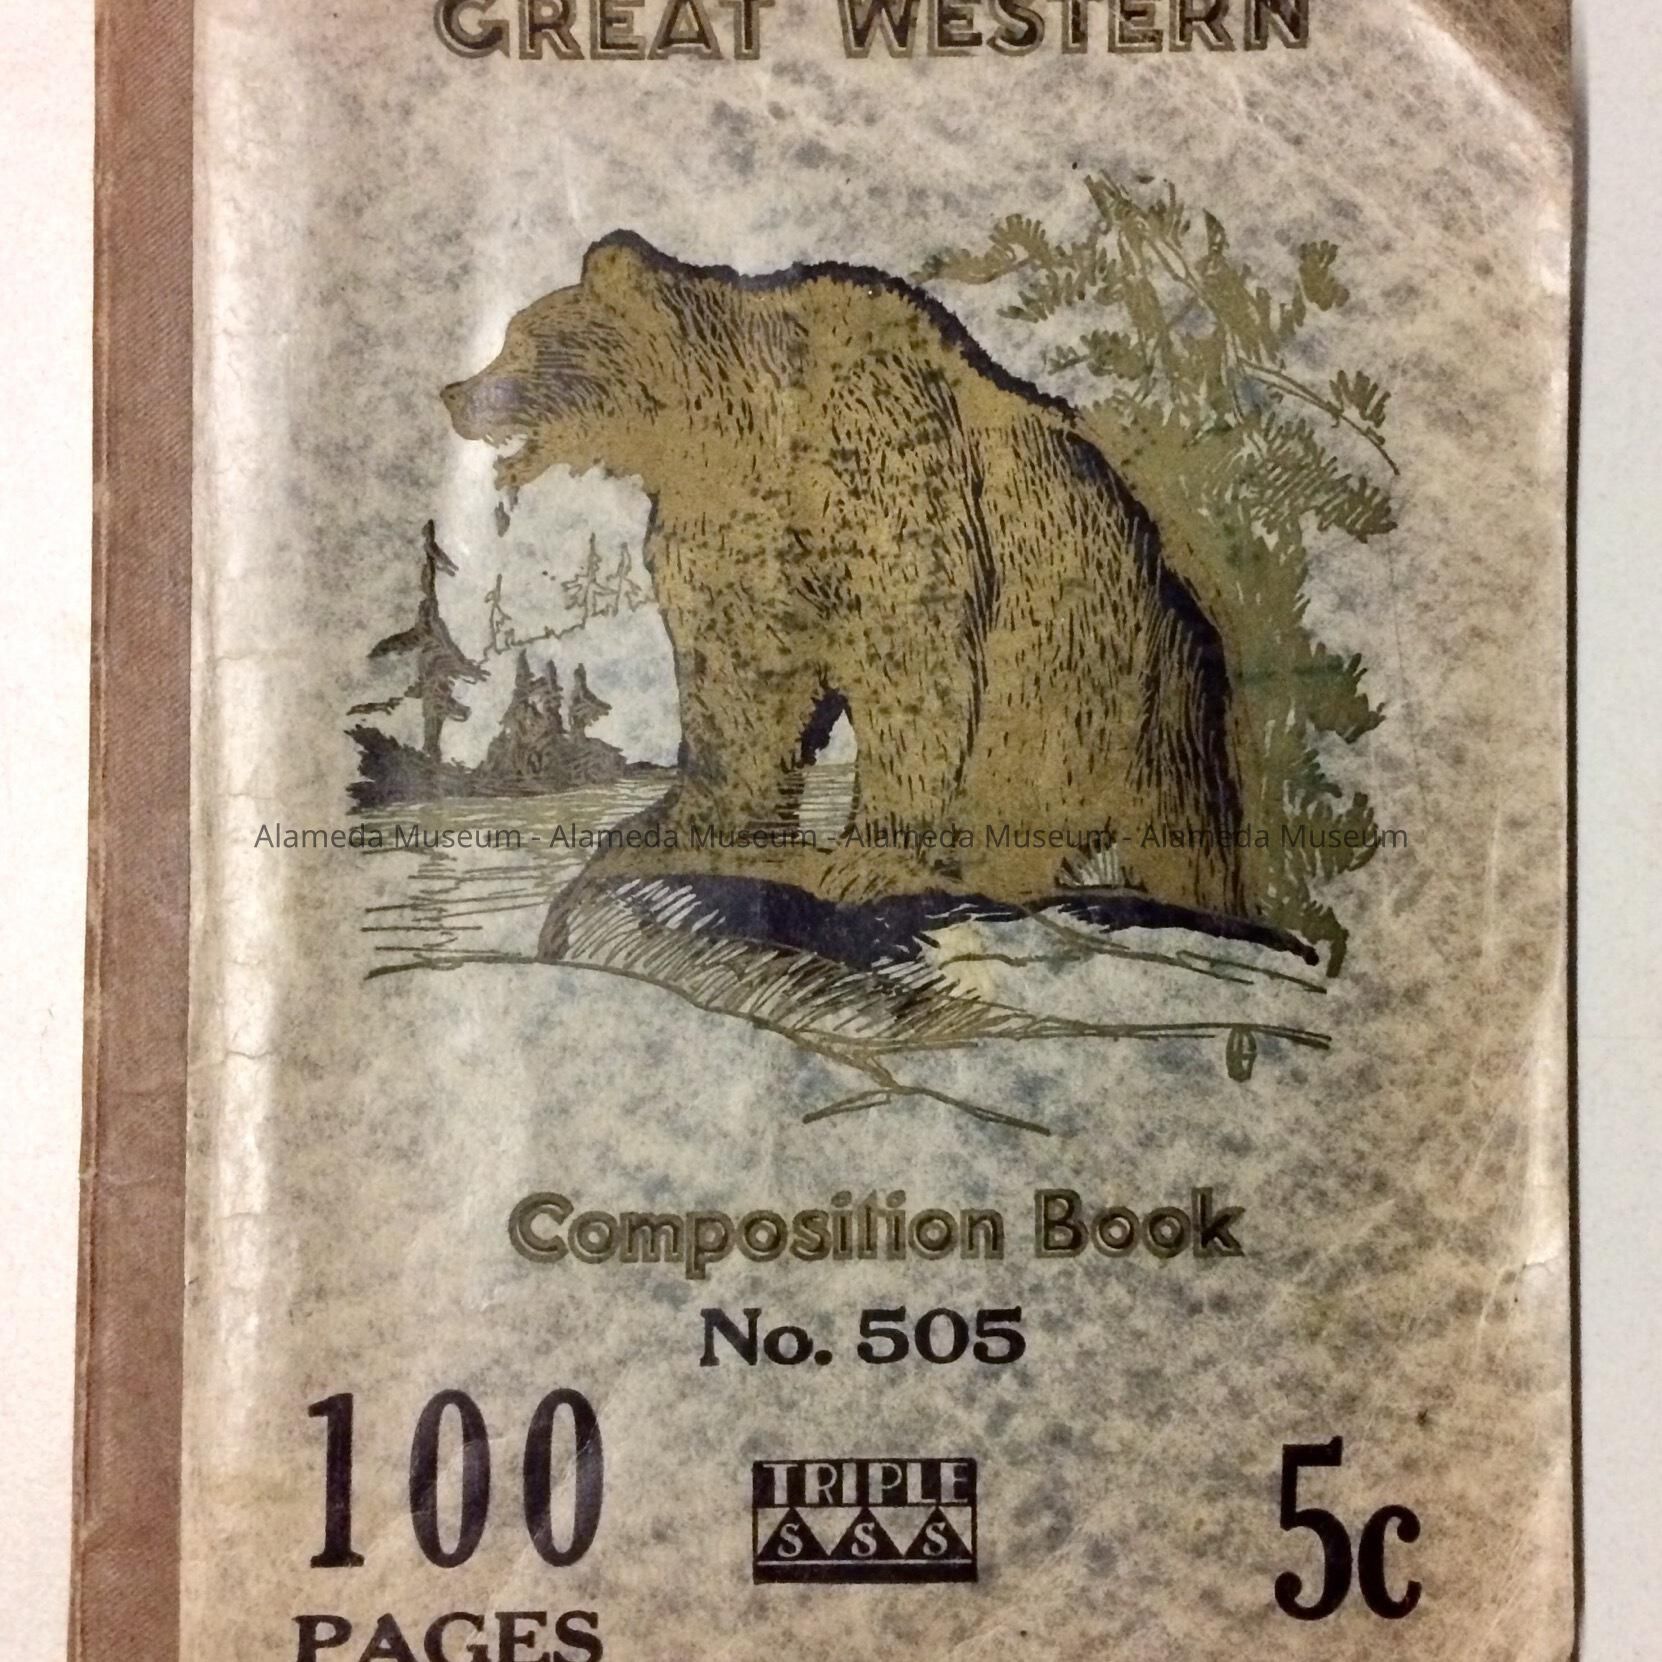 GREAT WESTERN
Alameda Museum - Alameda Museum - Alameda Museum - Alameda Museum
Composition Book
No. 505
100
PAGES
TRIPLE
S S S
5c